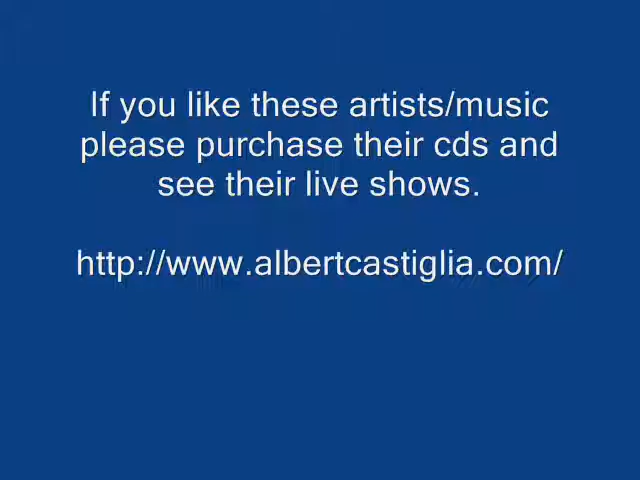 If you like these artists/music
please purchase their cds and
see their live shows.
http://www.albertcastiglia.com/